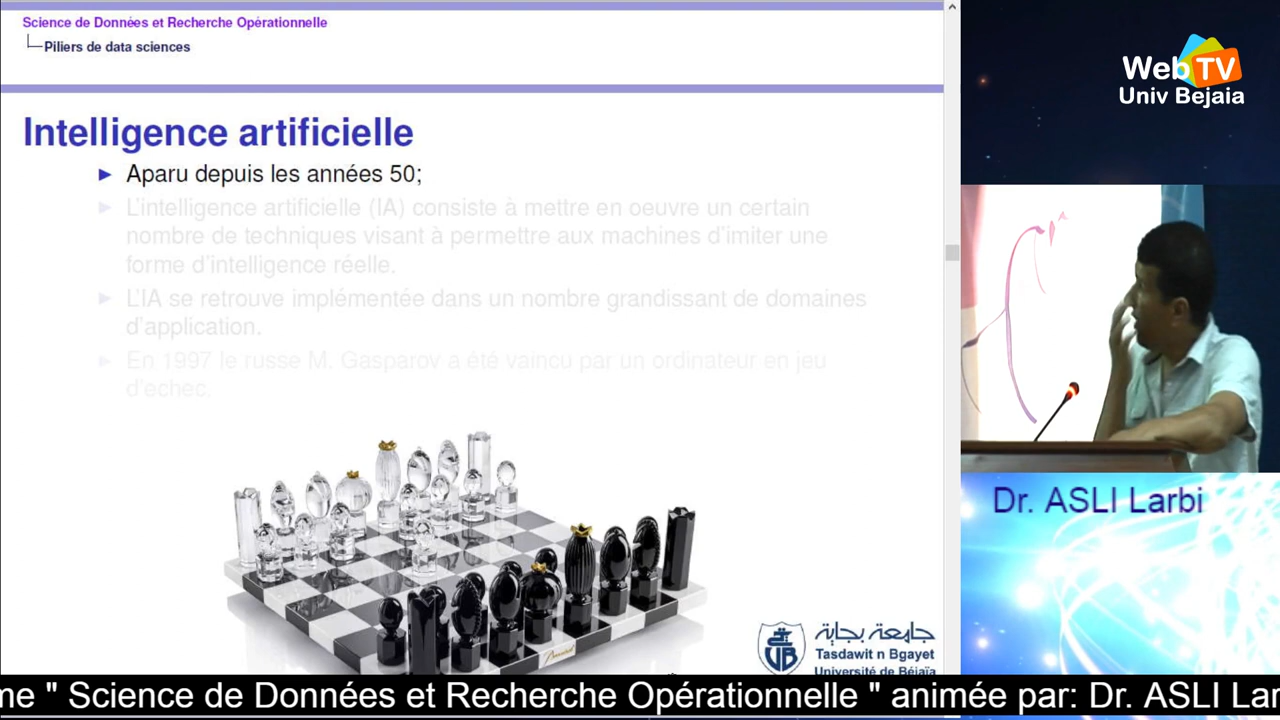 Science de Données et Recherche Opérationnelle
Piliers de data sciences
Intelligence artificielle
Aparu depuis les années 50;
L'intelligence artificielle (IA) consiste à mettre en oeuvre un certain
nombre de techniques visant à permettre aux machines d'imiter une
forme d'intelligence réelle.
L'IA se retrouve implémentée dans un nombre grandissant de domaines
d'application.
En 1997 le russe M. Gasparov a été vaincu par un ordinateur en jeu
d'echec.
جامعة بجاية
Tasdawit n Bgayet
Université de Béjaïa
Web TV
Univ Bejaia
Dr. ASLI Larbi
me " Science de Données et Recherche Opérationnelle " animée par: Dr. ASLI Lar